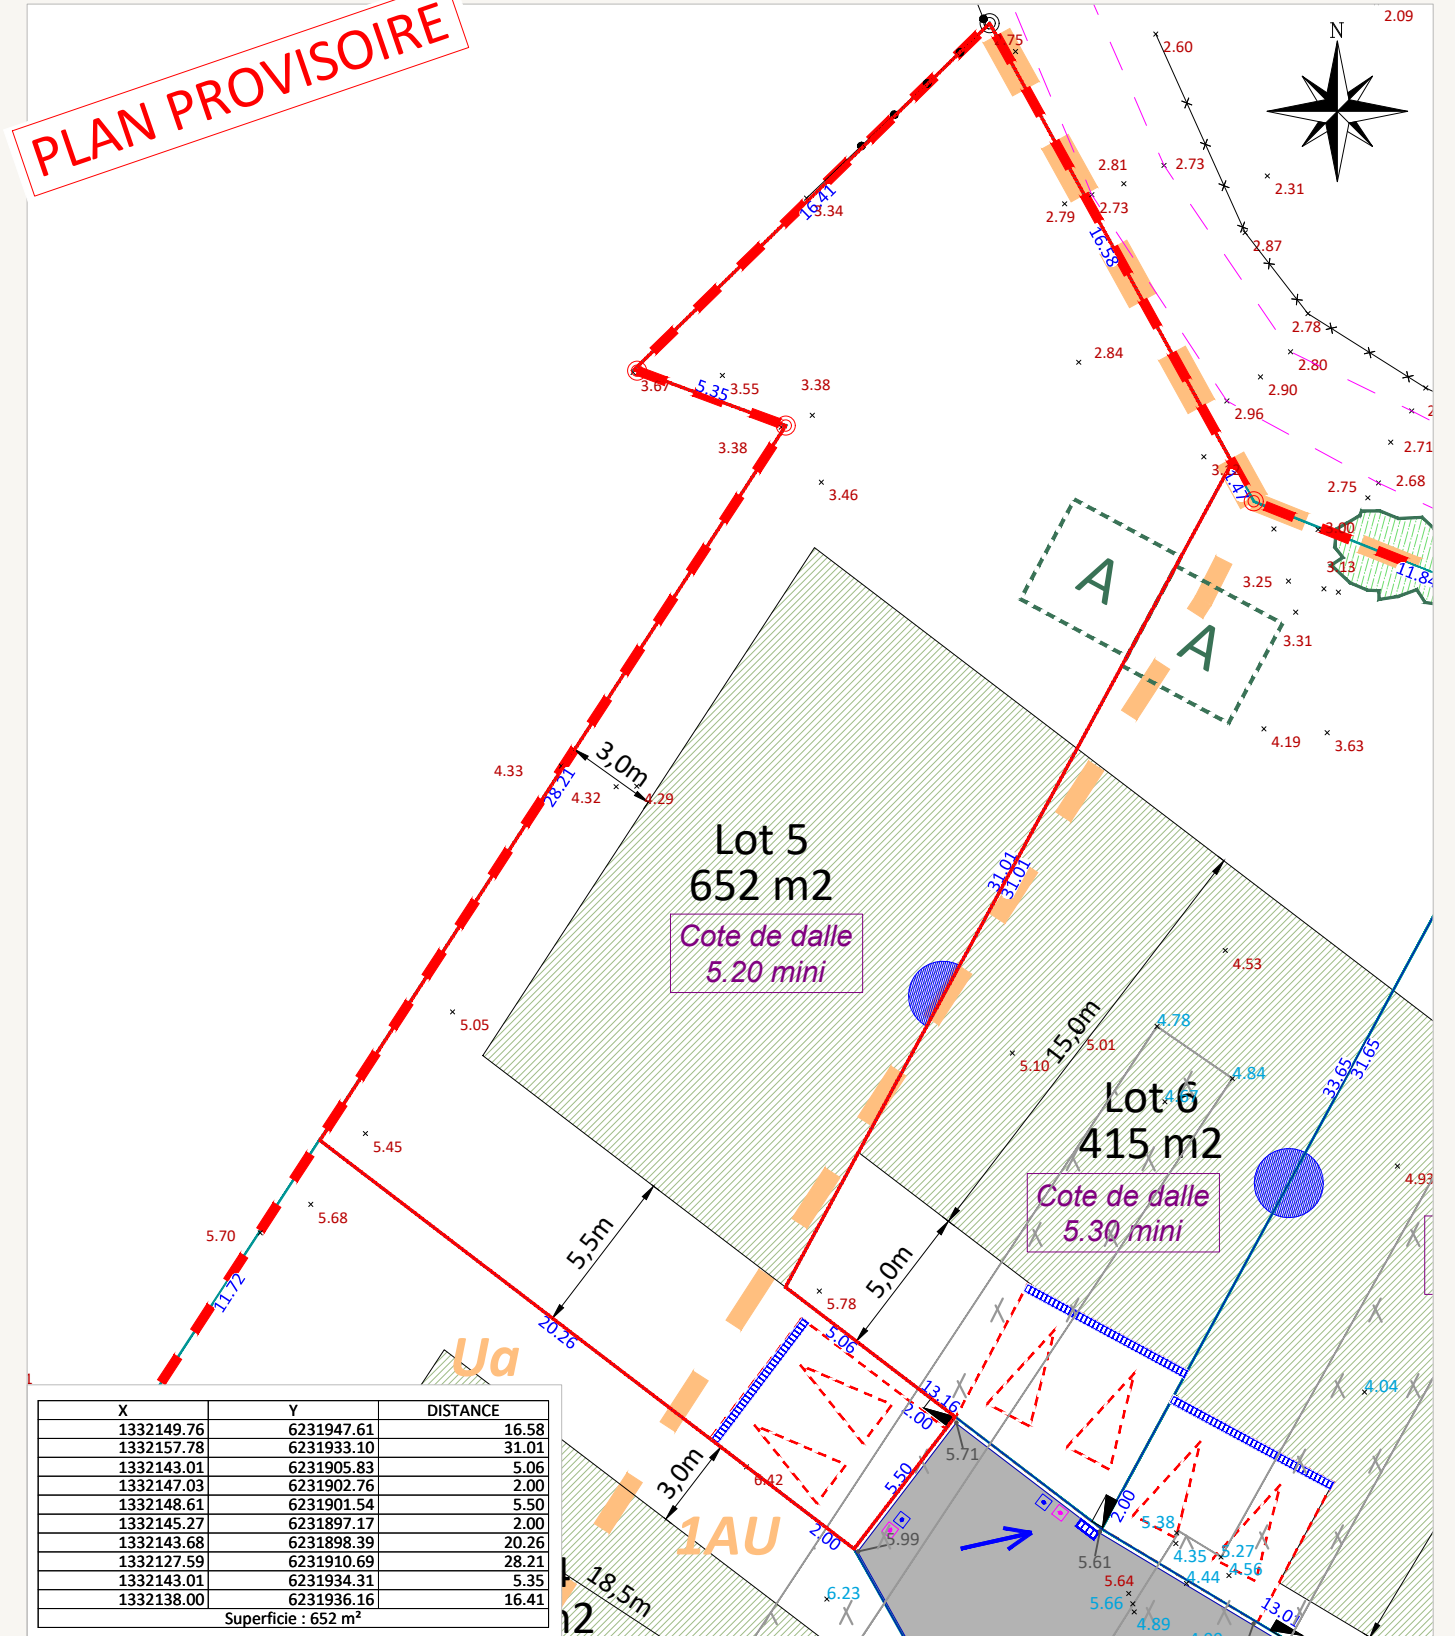 PLAN PROVISOIRE
N
2.09
2.60
2.81
2.73
2.31
16.41
3.34
2.79
2.73
16.58
2.87
2.78
2.84
2.80
2.90
3.67
5.35
3.55
3.38
2.96
3.38
2.71
1.47
3.46
2.75
2.68
3.00
A
3.25
3.13
11.84
A
3.31
4.19
3.63
3,0m
4.33
28.21
4.32
4.29
Lot 5
652 m2
31.01
31.01
Cote de dalle
5.20 mini
4.53
5.05
15,0m
4.78
5.01
5.10
33.65
31.65
4.84
4.67
Lot 6
415 m2
5.45
4.93
Cote de dalle
5.30 mini
5.68
5.70
5,5m
5,0m
11.72
5.78
20.26
5.06
Ua
13.16
2.00
4.04
5.71
3,0m
6.42
5.50
2.00
1AU
2.00
5.99
5.38
4.35
5.27
4.56
5.61
4.44
5.64
5.66
6.23
4.89
18,5m
13.01
X Y DISTANCE
1332149.76 6231947.61 16.58
1332157.78 6231933.10 31.01
1332143.01 6231905.83 5.06
1332147.03 6231902.76 2.00
1332148.61 6231901.54 5.50
1332145.27 6231897.17 2.00
1332143.68 6231898.39 20.26
1332127.59 6231910.69 28.21
1332143.01 6231934.31 5.35
1332138.00 6231936.16 16.41
Superficie : 652 m²